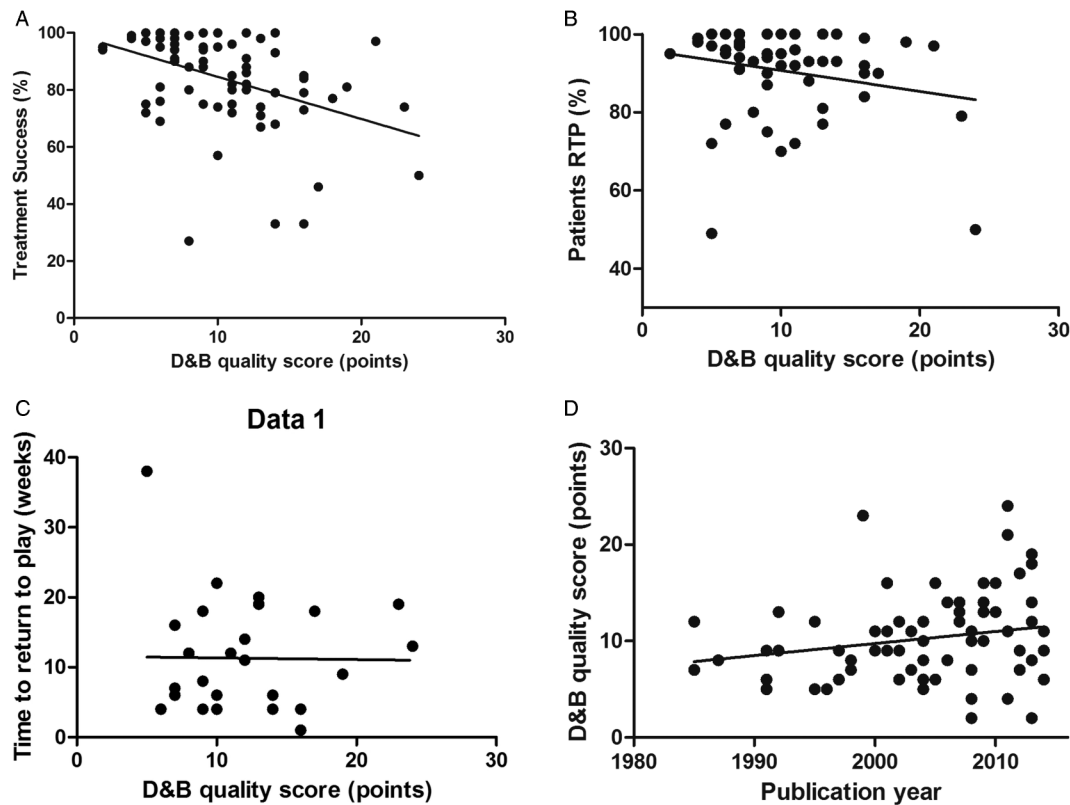 A
Treatment Success (%)
100
80
60
40
20
0
0 10 20 30
D&B quality score (points)
B
Patients RTP (%)
100
80
60
40
0 10 20 30
D&B quality score (points)
C
Data 1
Time to return to play (weeks)
40
30
20
10
0
0 10 20 30
D&B quality score (points)
D
D&B quality score (points)
30
20
10
0
1980 1990 2000 2010
Publication year